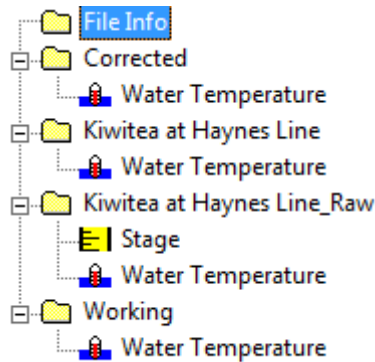 File Info
Corrected
Water Temperature
Kiwitea at Haynes Line
Water Temperature
Kiwitea at Haynes Line_Raw
Stage
Water Temperature
Working
Water Temperature